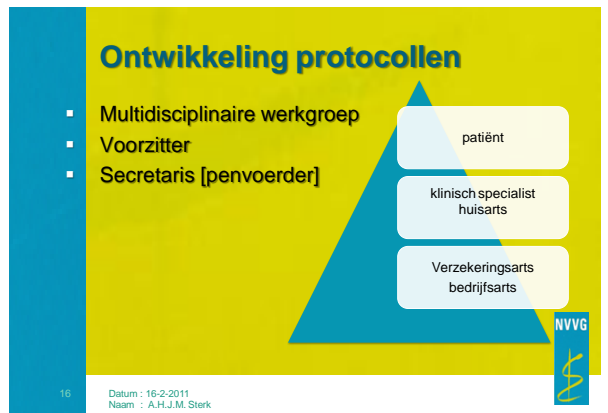 Ontwikkeling protocollen
▪ Multidisciplinaire werkgroep
▪ Voorzitter
▪ Secretaris [penvoerder]
patiënt
klinisch specialist
huisarts
Verzekeringsarts
bedrijfsarts
NVVG
16
Datum : 16-2-2011
Naam : A.H.J.M. Sterk